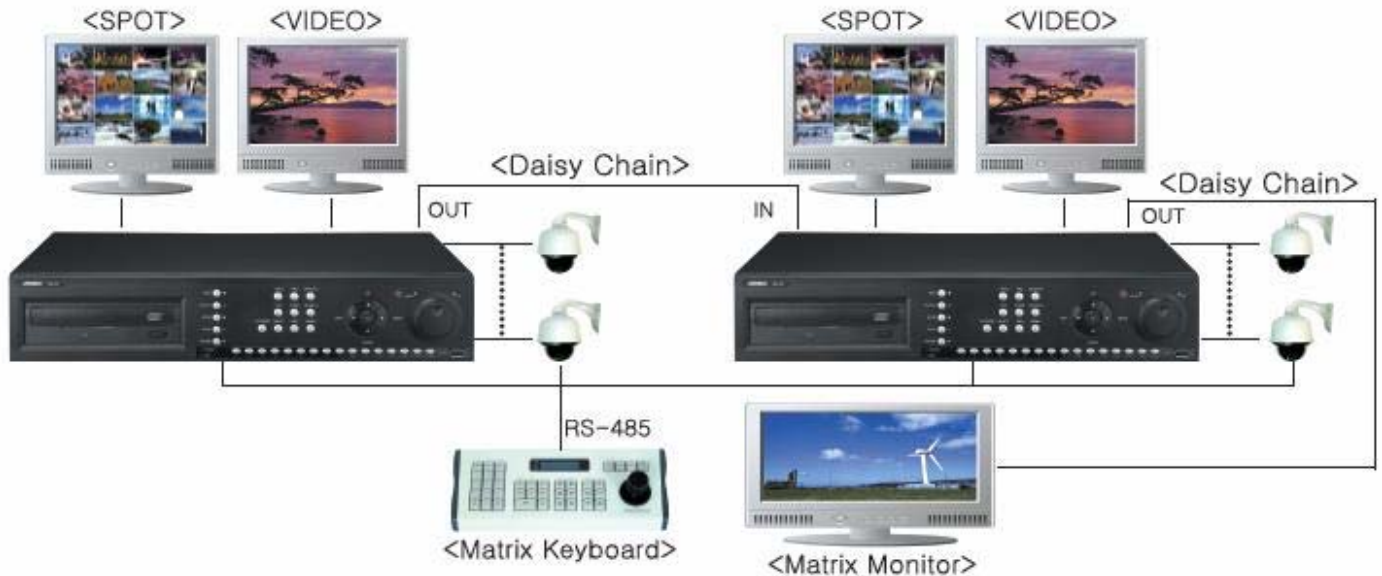 <SPOT> <VIDEO> <SPOT> <VIDEO>
<Daisy Chain>
<Daisy Chain>
OUT
IN
OUT
RS-485
<Matrix Keyboard>
<Matrix Monitor>